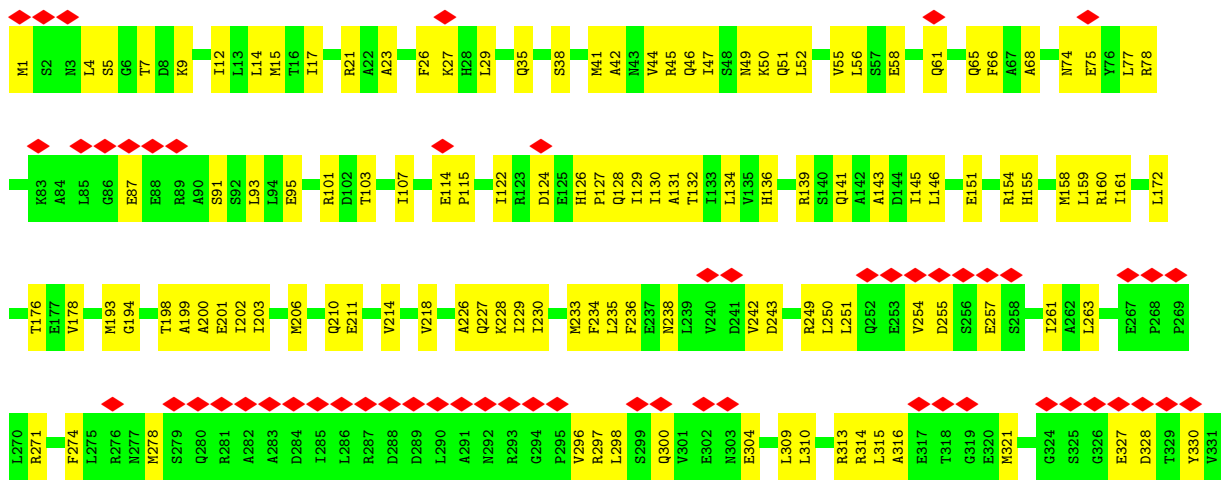 M1 S2 N3 L4 S5 G6 T7 D8 K9 I12 L13 L14 M15 T16 I17 R21 A22 A23 F26 K27 H28 L29 Q35 S38 M41 A42 N43 V44 R45 Q46 I47 S48 N49 K50 Q51 L52 V55 L56 S57 E58 Q61 Q65 F66 A67 A68 N74 E75 Y76 L77 R78
K83 A84 L85 G86 E87 E88 R89 A90 S91 S92 L93 L94 E95 R101 D102 T103 I107 E114 P115 I122 R123 D124 E125 H126 P127 Q128 I129 I130 A131 T132 I133 L134 V135 H136 R139 S140 Q141 A142 A143 D144 I145 L146 E151 R154 H155 M158 L159 R160 I161 L172
T176 E177 V178 M193 G194 T198 A199 A200 E201 I202 I203 M206 Q210 E211 V214 V218 A226 Q227 K228 I229 I230 M233 F234 L235 F236 E237 N238 L239 V240 D241 V242 D243 R249 L250 L251 Q252 E253 V254 D255 S256 E257 S258 I261 A262 L263 E267 P268 P269
L270 R271 F274 L275 R276 N277 M278 S279 Q280 R281 A282 A283 D284 I285 L286 R287 D288 D289 L290 A291 N292 R293 G294 P295 V296 R297 L298 S299 Q300 V301 E302 N303 E304 L309 L310 R313 R314 L315 A316 E317 T318 G319 E320 M321 G324 S325 G326 E327 D328 T329 Y330 V331